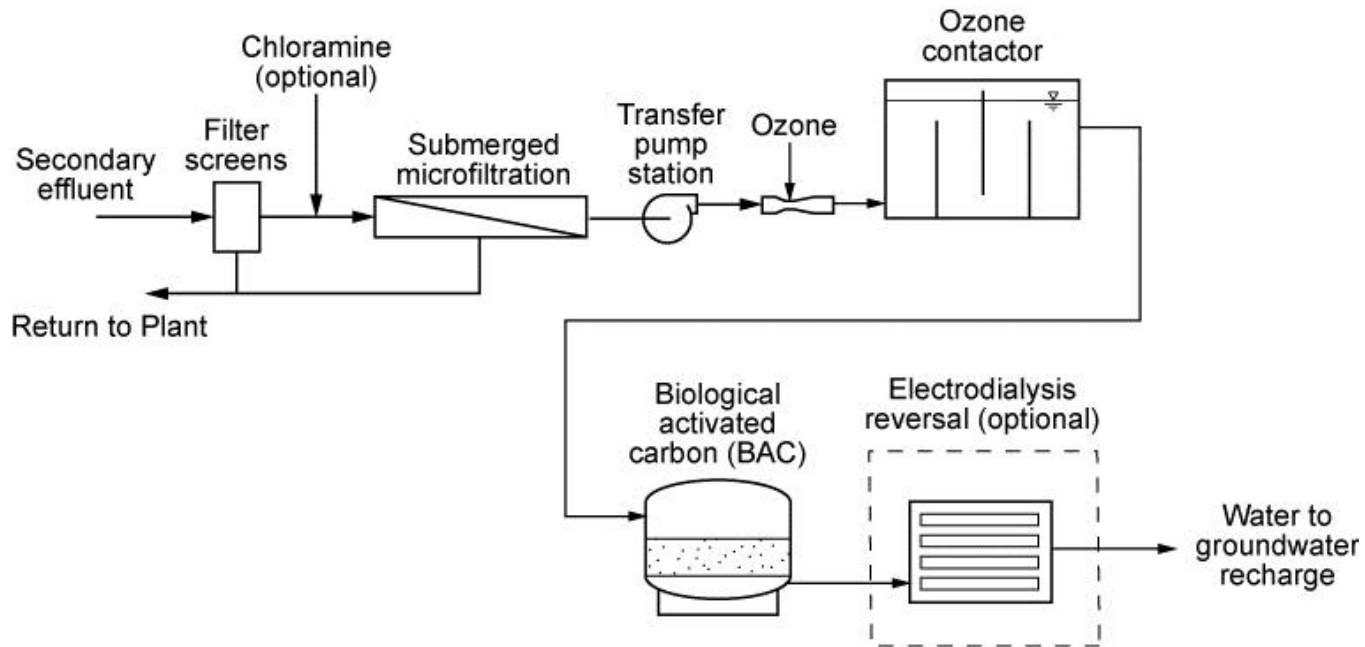 Chloramine
(optional)
Filter
screens
Secondary
effluent
Submerged
microfiltration
Transfer
pump
station
Ozone
Ozone
contactor
Return to Plant
Biological
activated
carbon (BAC)
Electrodialysis
reversal (optional)
Water to
groundwater
recharge